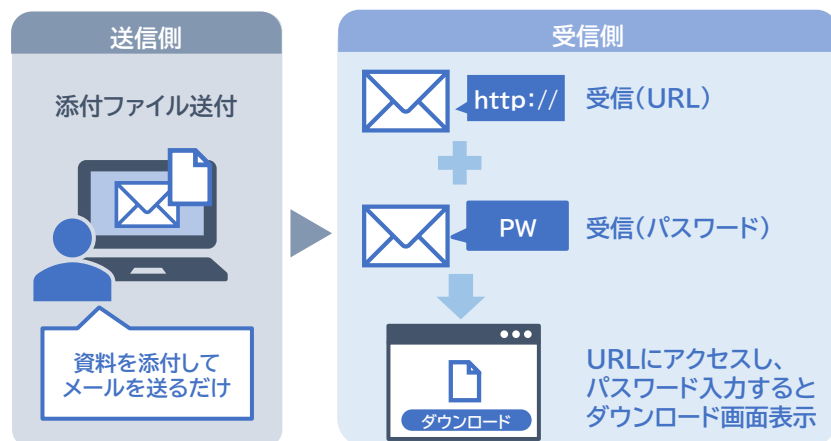 送信側
添付ファイル送付
資料を添付して
メールを送るだけ
受信側
http://
受信（URL）
PW
受信（パスワード）
ダウンロード
URLにアクセスし、
パスワード入力すると
ダウンロード画面表示